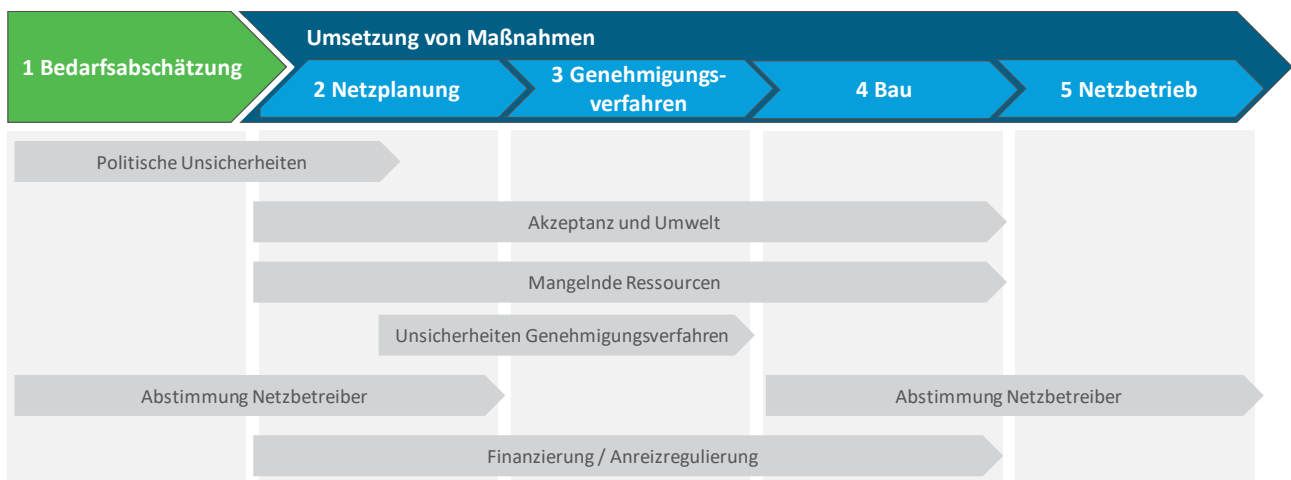 1 Bedarfsabschätzung
Umsetzung von Maßnahmen
2 Netzplanung
3 Genehmigungs-
verfahren
4 Bau
5 Netzbetrieb
Politische Unsicherheiten
Akzeptanz und Umwelt
Mangelnde Ressourcen
Unsicherheiten Genehmigungsverfahren
Abstimmung Netzbetreiber
Abstimmung Netzbetreiber
Finanzierung / Anreizregulierung